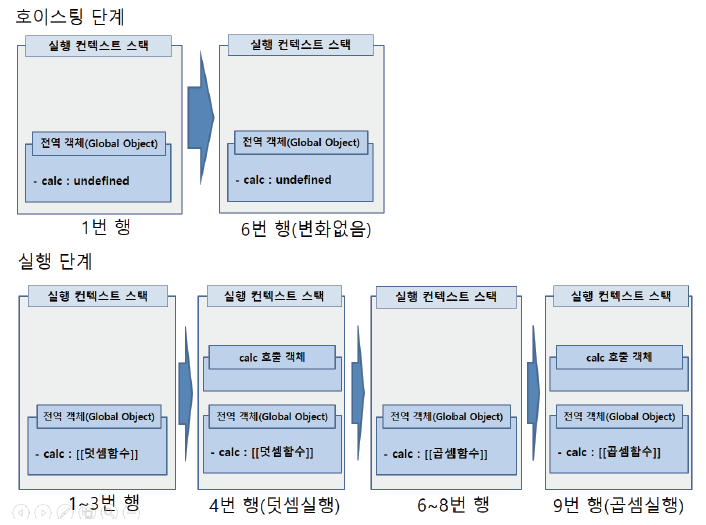 호이스팅 단계
실행 컨텍스트 스택
전역 객체(Global Object)
- calc : undefined
1번 행
실행 컨텍스트 스택
전역 객체(Global Object)
- calc : undefined
6번 행(변화없음)
실행 단계
실행 컨텍스트 스택
전역 객체(Global Object)
- calc : [[덧셈함수]]
1~3번 행
실행 컨텍스트 스택
calc 호출 객체
전역 객체(Global Object)
- calc : [[덧셈함수]]
4번 행(덧셈실행)
실행 컨텍스트 스택
전역 객체(Global Object)
- calc : [[곱셈함수]]
6~8번 행
실행 컨텍스트 스택
calc 호출 객체
전역 객체(Global Object)
- calc : [[곱셈함수]]
9번 행(곱셈실행)